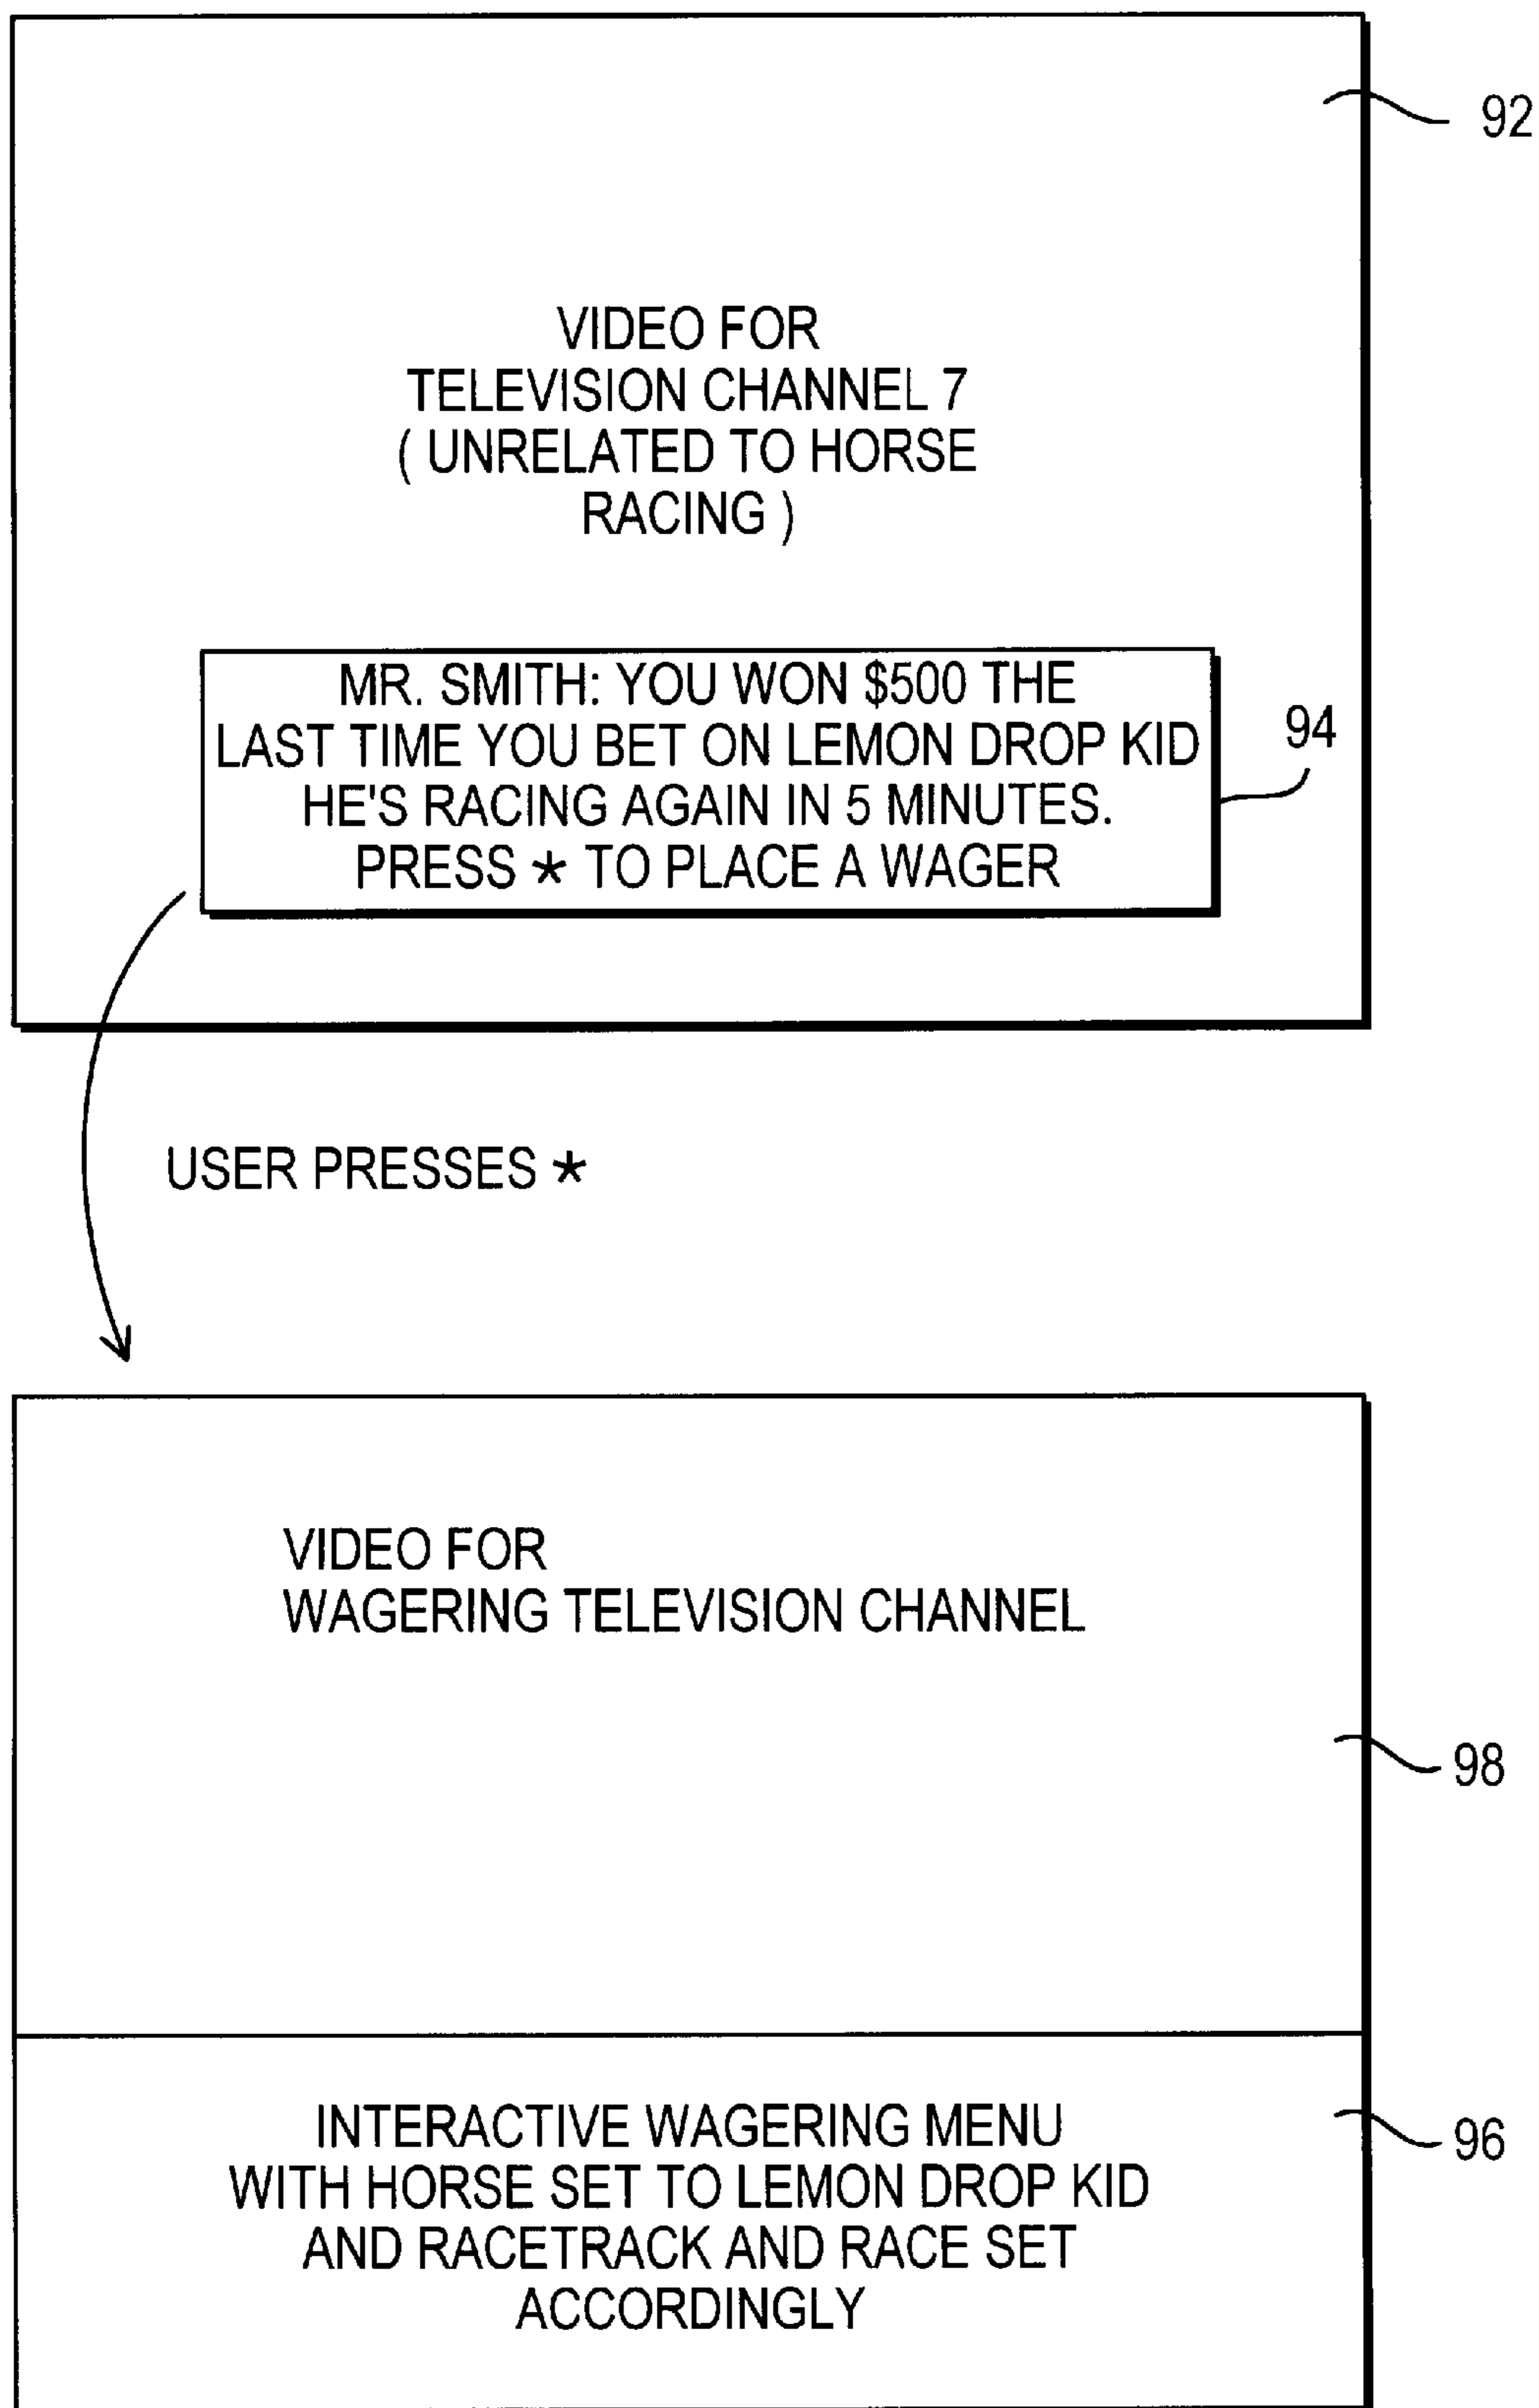 92
VIDEO FOR
TELEVISION CHANNEL 7
( UNRELATED TO HORSE
RACING )
MR. SMITH: YOU WON $500 THE
LAST TIME YOU BET ON LEMON DROP KID
HE'S RACING AGAIN IN 5 MINUTES.
PRESS * TO PLACE A WAGER
94
USER PRESSES *
VIDEO FOR
WAGERING TELEVISION CHANNEL
98
INTERACTIVE WAGERING MENU
WITH HORSE SET TO LEMON DROP KID
AND RACETRACK AND RACE SET
ACCORDINGLY
96